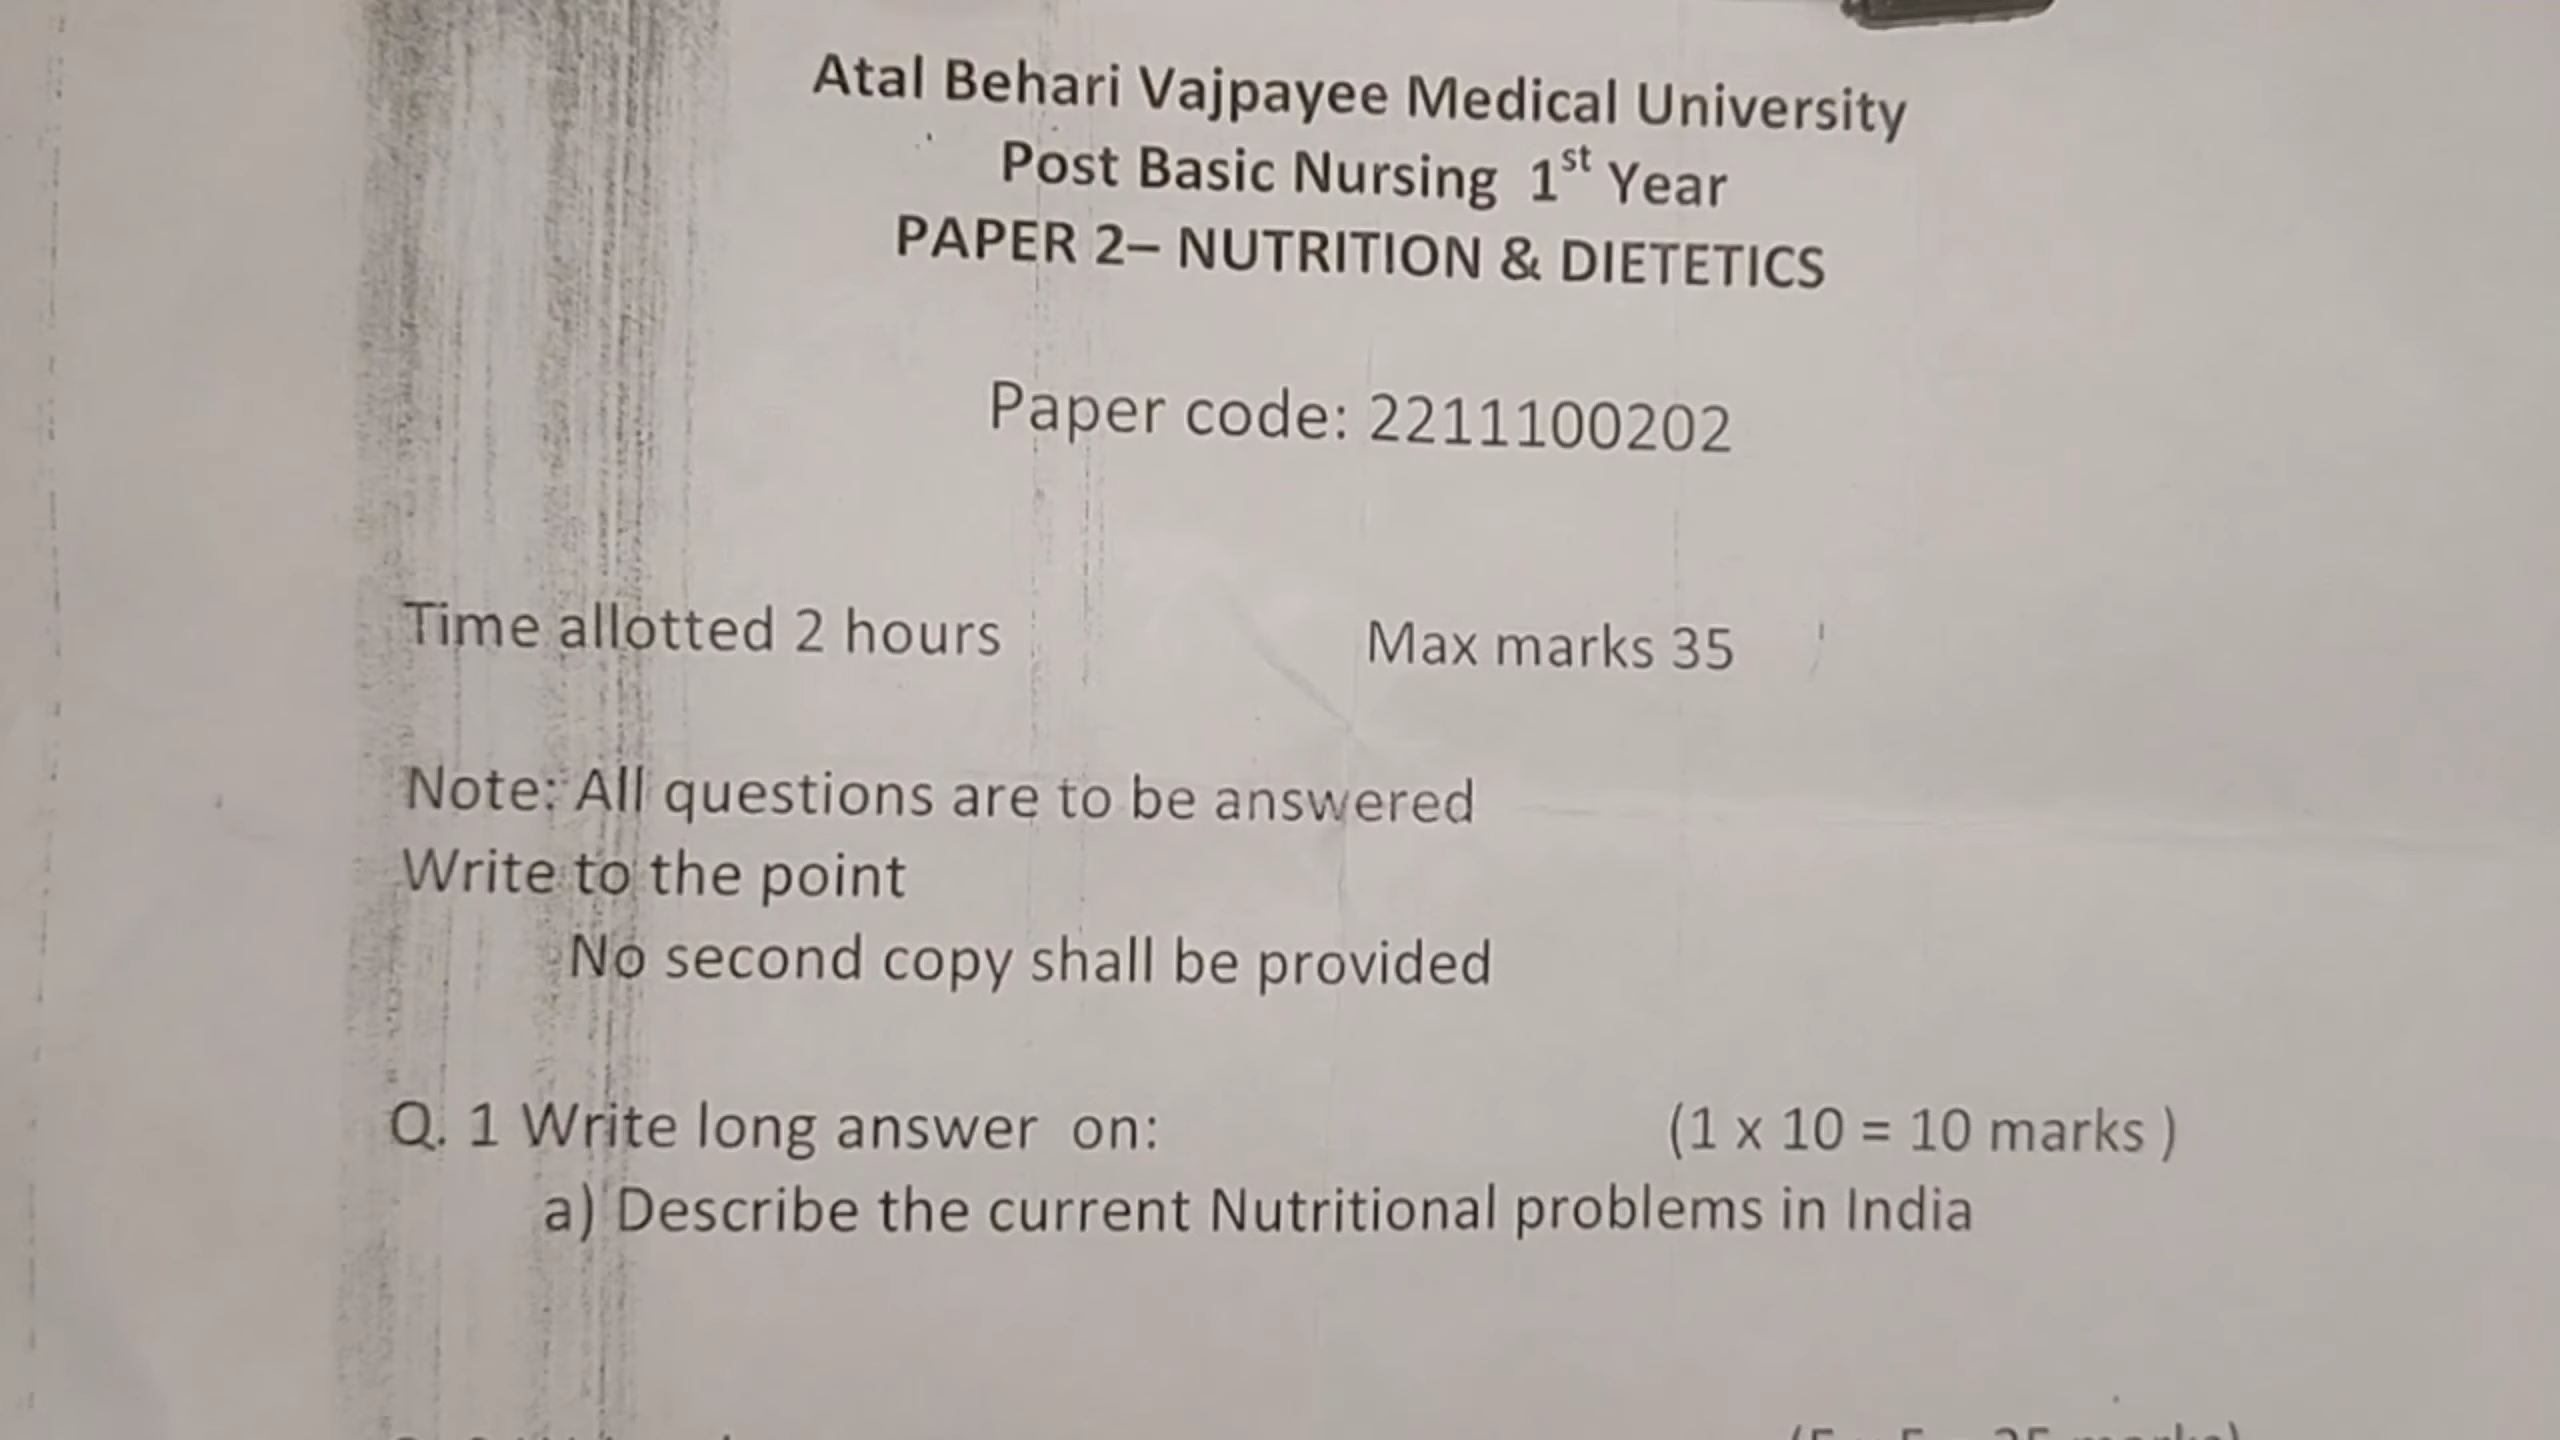 Atal Behari Vajpayee Medical University
Post Basic Nursing 1st Year
PAPER 2– NUTRITION & DIETETICS
Paper code: 2211100202
Time allotted 2 hours Max marks 35
Note: All questions are to be answered
Write to the point
No second copy shall be provided
Q. 1 Write long answer on: (1 x 10 = 10 marks )
a) Describe the current Nutritional problems in India